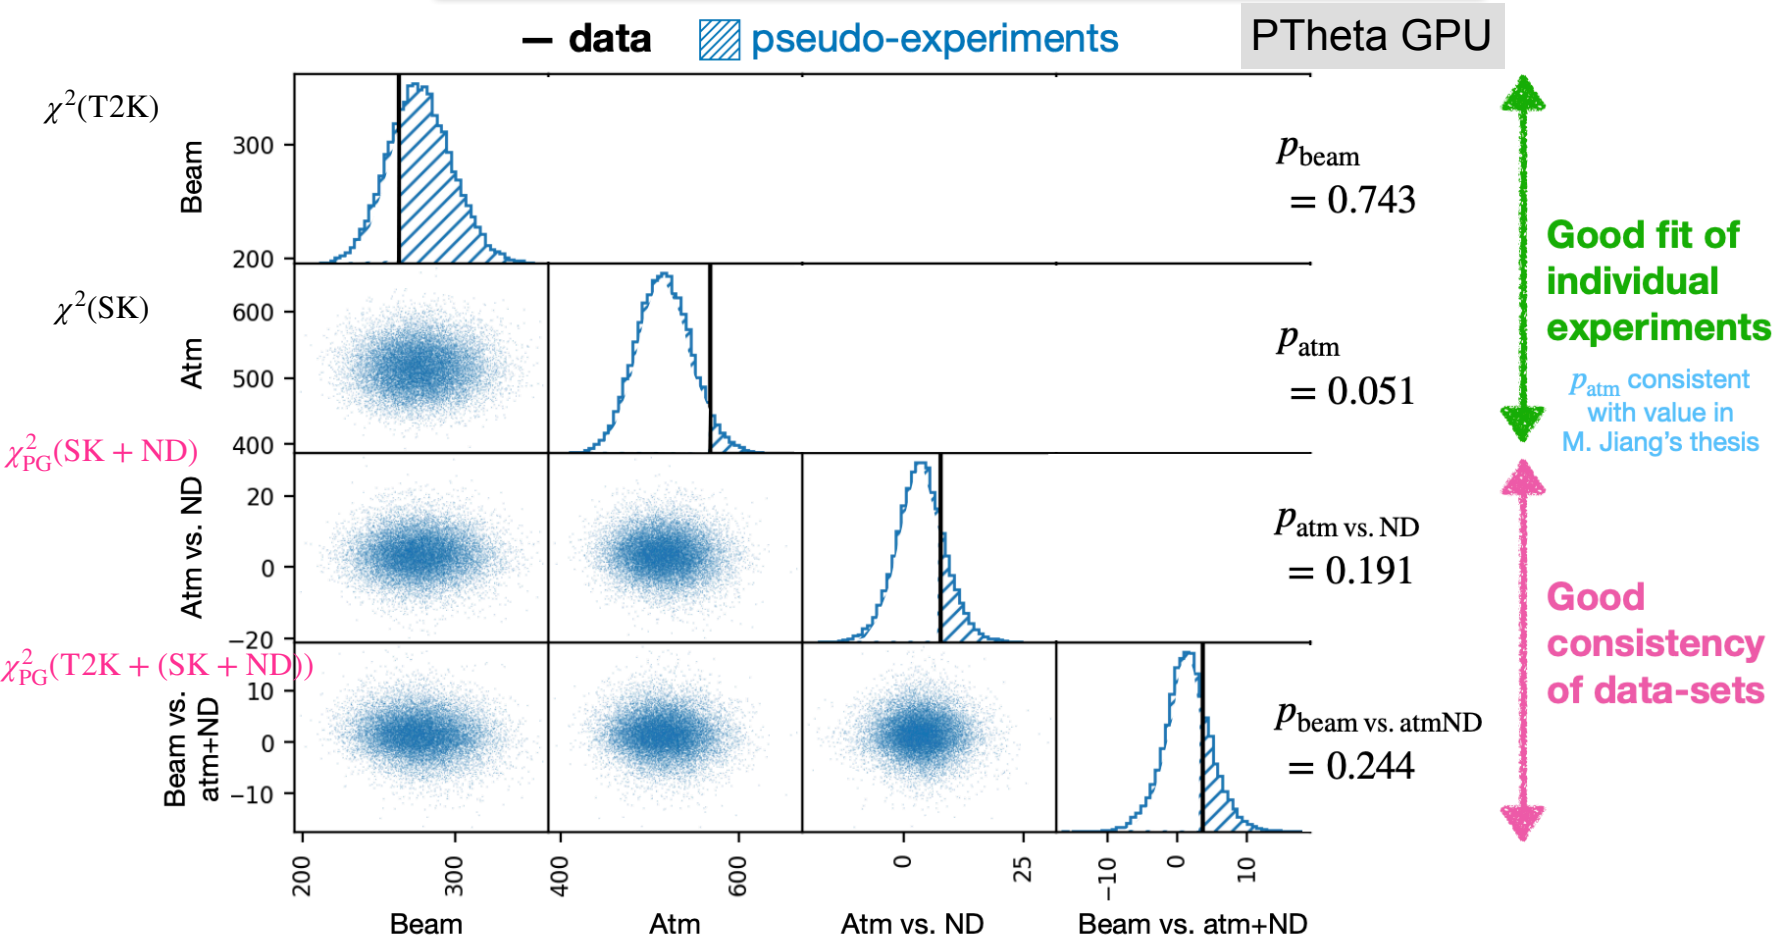 — data pseudo-experiments PTheta GPU
χ²(T2K)
Beam
300
200
p_beam
= 0.743
χ²(SK)
Atm
600
500
400
p_atm
= 0.051
χ²_PG(SK + ND)
Atm vs. ND
20
0
−20
p_atm vs. ND
= 0.191
χ²_PG(T2K + (SK + ND))
Beam vs.
atm+ND
10
0
−10
p_beam vs. atmND
= 0.244
Good fit of
individual
experiments
p_atm consistent
with value in
M. Jiang's thesis
Good
consistency
of data-sets
200 300 400 600 0 25 −10 0 10
Beam Atm Atm vs. ND Beam vs. atm+ND